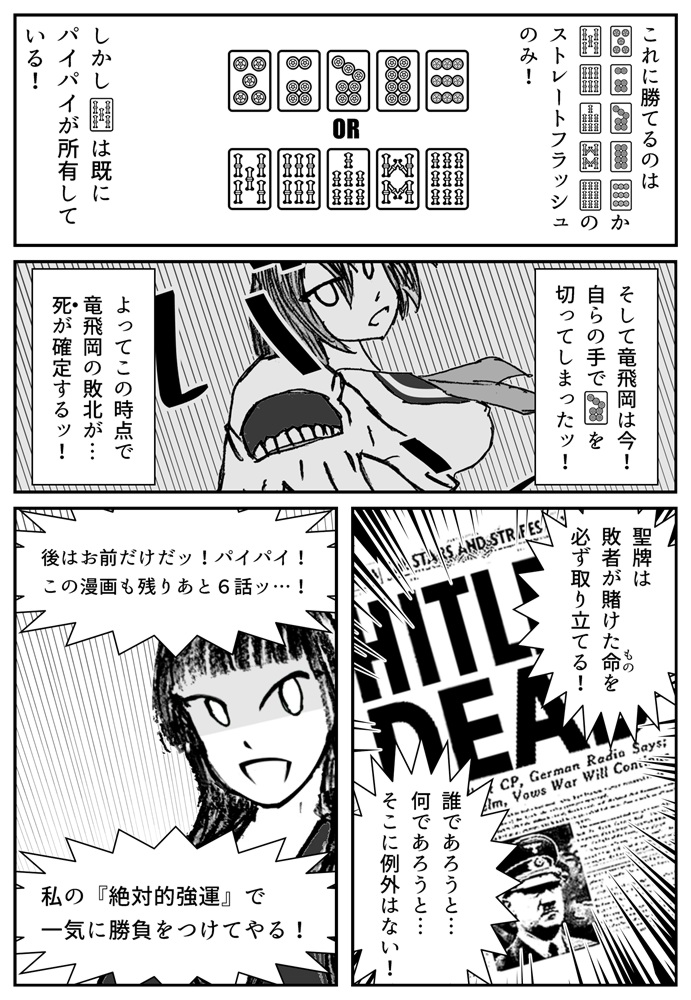 これに勝てるのは
か
の
ストレートフラッシュ
のみ！
OR
しかし
は既に
パイパイが所有して
いる！
そして竜飛岡は今！
自らの手で
を
切ってしまったッ！
よってこの時点で
竜飛岡の敗北が…
死が確定するッ！
聖牌は
敗者が賭けた命を
もの
必ず取り立てる！
STARS AND STRIPES
HITLE
DEA
CP, German Radio Says;
Vows War Will Con
誰であろうと…
何であろうと…
そこに例外はない！
後はお前だけだッ！パイパイ！
この漫画も残りあと６話ッ…！
私の『絶対的強運』で
一気に勝負をつけてやる！